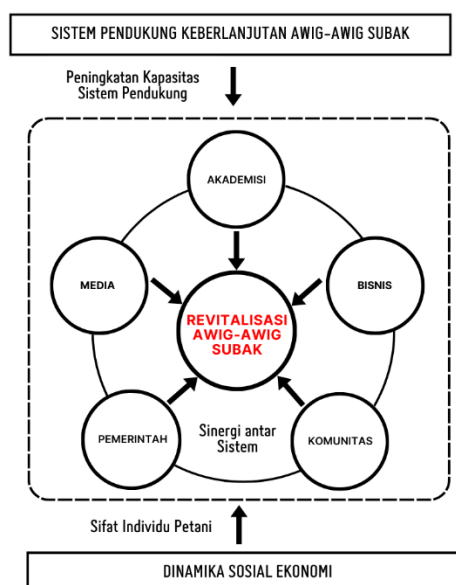 SISTEM PENDUKUNG KEBERLANJUTAN AWIG-AWIG SUBAK
Peningkatan Kapasitas
Sistem Pendukung
AKADEMISI
MEDIA
BISNIS
REVITALISASI
AWIG-AWIG
SUBAK
PEMERINTAH
Sinergi antar
Sistem
KOMUNITAS
Sifat Individu Petani
DINAMIKA SOSIAL EKONOMI